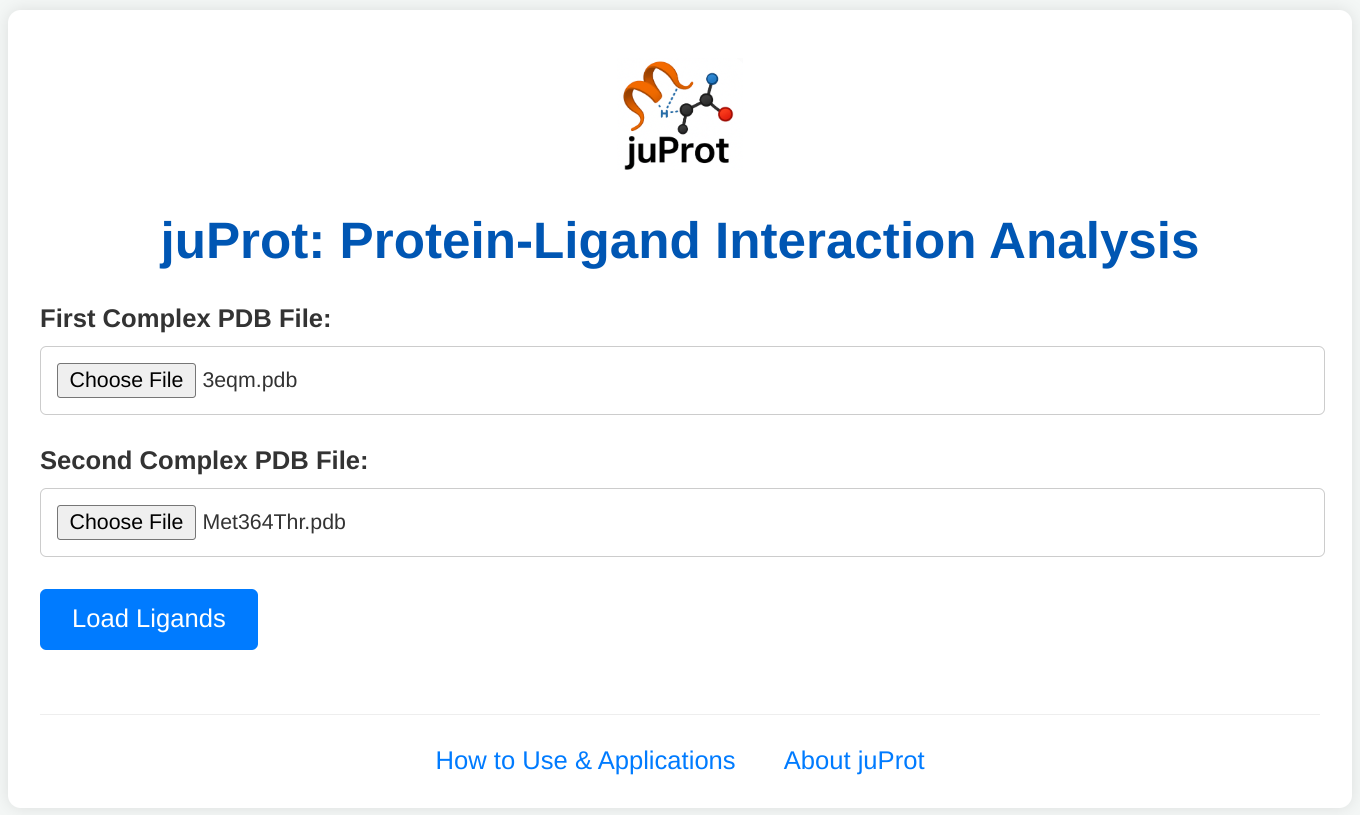 H
juProt
juProt: Protein-Ligand Interaction Analysis
First Complex PDB File:
Choose File 3eqm.pdb
Second Complex PDB File:
Choose File Met364Thr.pdb
Load Ligands
How to Use & Applications About juProt